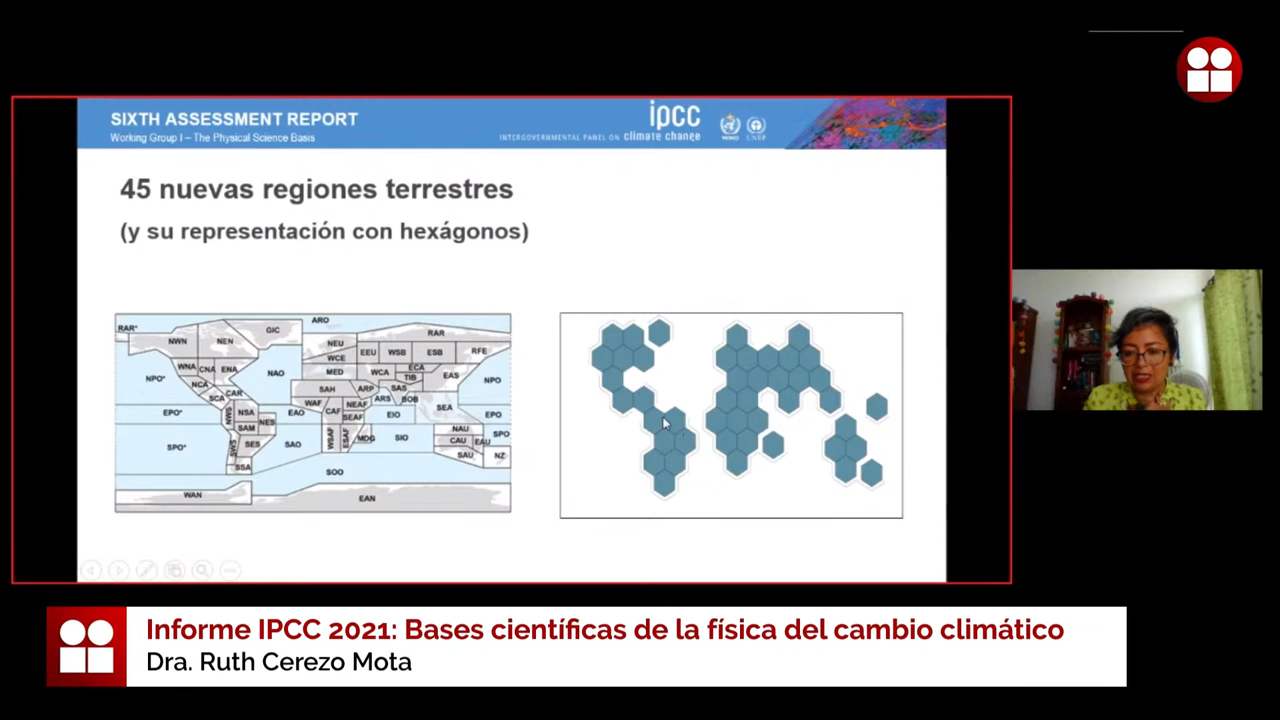 SIXTH ASSESSMENT REPORT
Working Group I – The Physical Science Basis
ipcc
INTERGOVERNMENTAL PANEL ON climate change
WMO UNEP
45 nuevas regiones terrestres
(y su representación con hexágonos)
ARO
RAR*
GIC
RAR
NWN
NEN
NEU
WCE
EEU
WSB
ESB
RFE
WNA
CNA
ENA
NAO
MED
WCA
ECA
TIB
EAS
NPO*
NCA
CAR
SCA
SAH
ARP
SAS
NPO
ARS
BOB
WAF
CAF
NEAF
SEA
EPO*
NWS
NSA
NES
EAO
SEAF
EIO
EPO
SAM
NAU
SPO*
SWS
SES
SAO
WSAF
ESAF
MDG
SIO
CAU
EAU
SPO
SAU
NZ
SSA
SOO
WAN
EAN
Informe IPCC 2021: Bases científicas de la física del cambio climático
Dra. Ruth Cerezo Mota